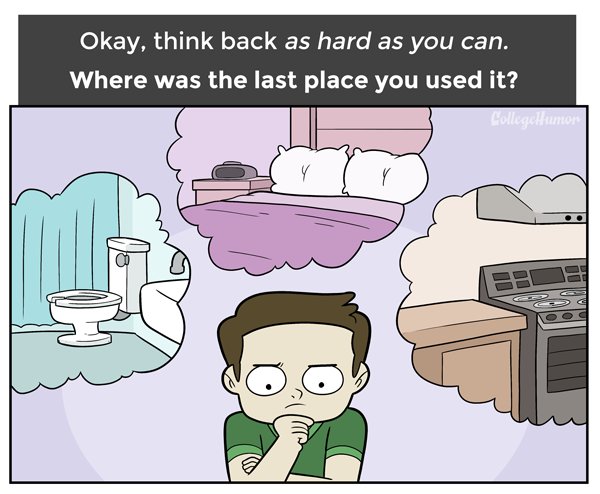 Okay, think back as hard as you can.
Where was the last place you used it?
CollegeHumor